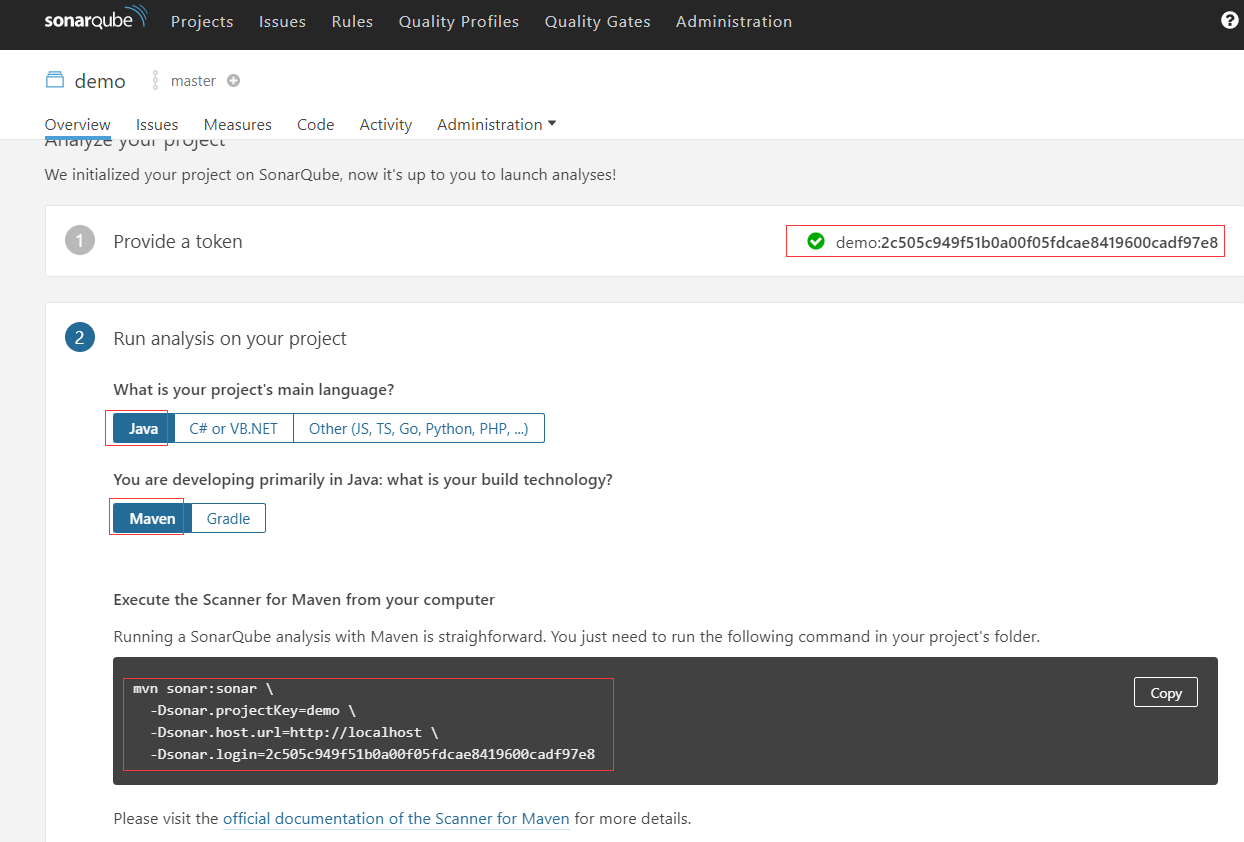 sonarqube Projects Issues Rules Quality Profiles Quality Gates Administration ?
demo master
Overview Issues Measures Code Activity Administration
Analyze your project
We initialized your project on SonarQube, now it's up to you to launch analyses!
1 Provide a token demo:2c505c949f51b0a00f05fdcae8419600cadf97e8
2 Run analysis on your project
What is your project's main language?
Java C# or VB.NET Other (JS, TS, Go, Python, PHP, ...)
You are developing primarily in Java: what is your build technology?
Maven Gradle
Execute the Scanner for Maven from your computer
Running a SonarQube analysis with Maven is straighforward. You just need to run the following command in your project's folder.
mvn sonar:sonar \
Copy
-Dsonar.projectKey=demo \
-Dsonar.host.url=http://localhost \
-Dsonar.login=2c505c949f51b0a00f05fdcae8419600cadf97e8
Please visit the official documentation of the Scanner for Maven for more details.